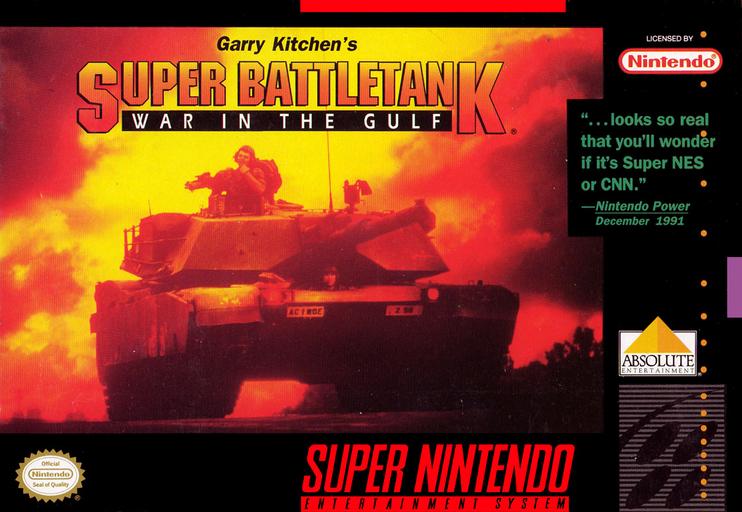 Garry Kitchen's
SUPER BATTLETANK®
WAR IN THE GULF
LICENSED BY
Nintendo®
"...looks so real
that you'll wonder
if it's Super NES
or CNN."
—Nintendo Power
December 1991
ABSOLUTE
ENTERTAINMENT
Official
Nintendo
Seal of Quality
SUPER NINTENDO
ENTERTAINMENT SYSTEM